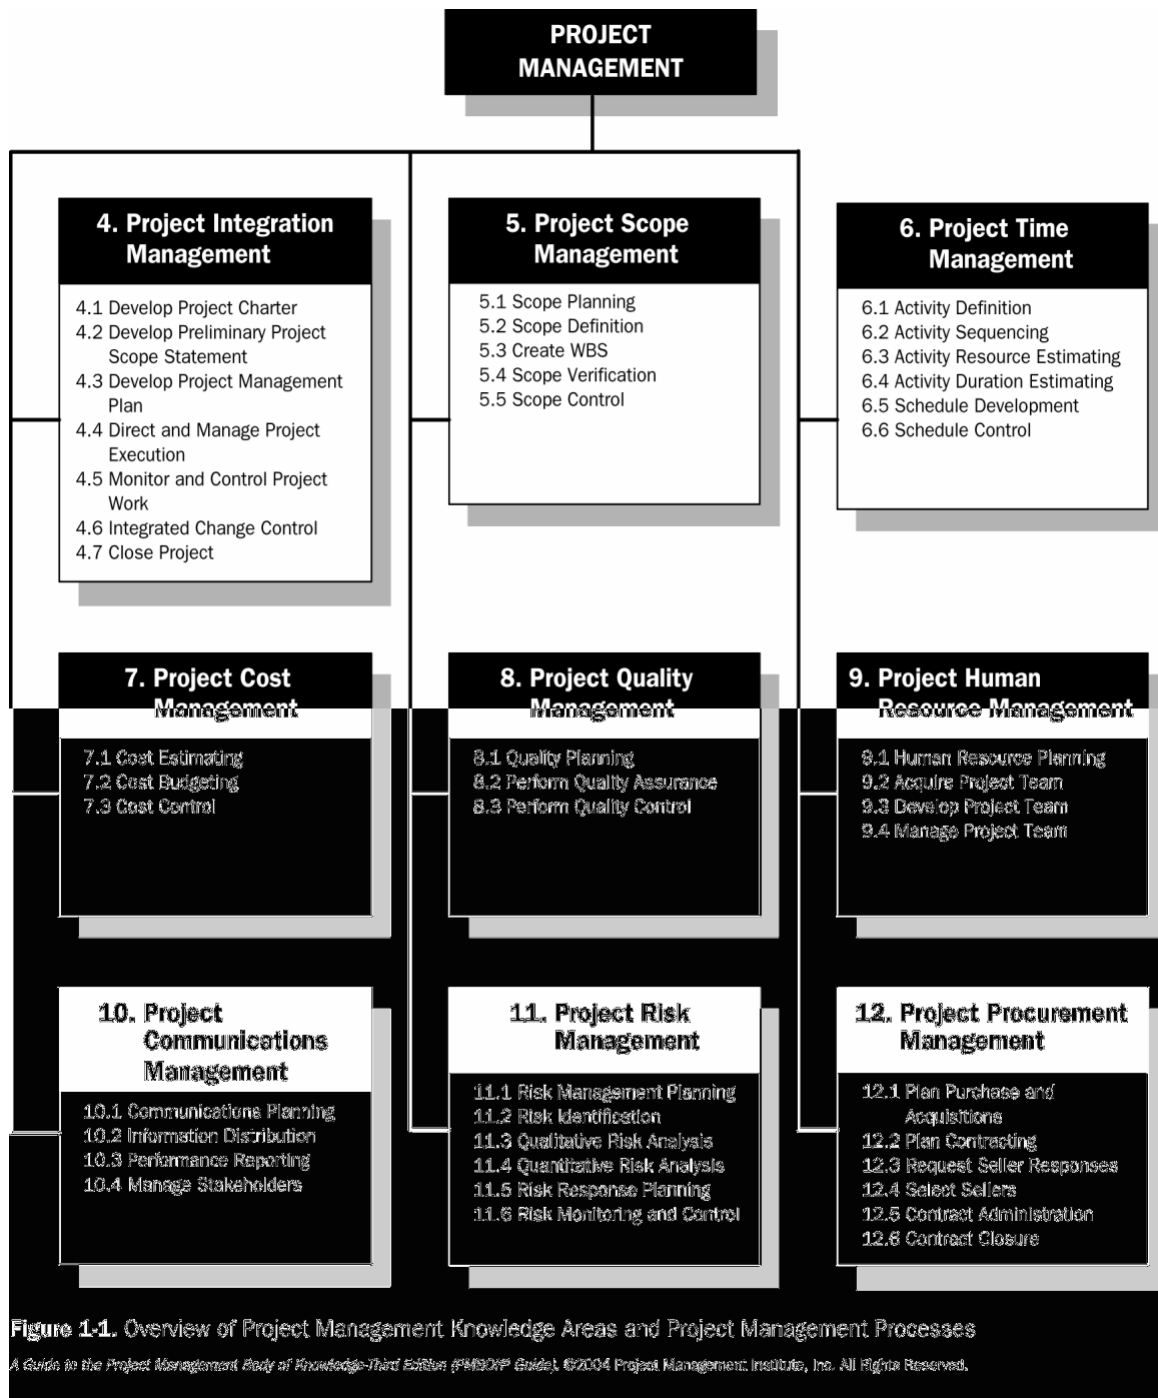 PROJECT
MANAGEMENT
4. Project Integration
Management
4.1 Develop Project Charter
4.2 Develop Preliminary Project
Scope Statement
4.3 Develop Project Management
Plan
4.4 Direct and Manage Project
Execution
4.5 Monitor and Control Project
Work
4.6 Integrated Change Control
4.7 Close Project
5. Project Scope
Management
5.1 Scope Planning
5.2 Scope Definition
5.3 Create WBS
5.4 Scope Verification
5.5 Scope Control
6. Project Time
Management
6.1 Activity Definition
6.2 Activity Sequencing
6.3 Activity Resource Estimating
6.4 Activity Duration Estimating
6.5 Schedule Development
6.6 Schedule Control
7. Project Cost
Management
7.1 Cost Estimating
7.2 Cost Budgeting
7.3 Cost Control
8. Project Quality
Management
8.1 Quality Planning
8.2 Perform Quality Assurance
8.3 Perform Quality Control
9. Project Human
Resource Management
9.1 Human Resource Planning
9.2 Acquire Project Team
9.3 Develop Project Team
9.4 Manage Project Team
10. Project
Communications
Management
10.1 Communications Planning
10.2 Information Distribution
10.3 Performance Reporting
10.4 Manage Stakeholders
11. Project Risk
Management
11.1 Risk Management Planning
11.2 Risk Identification
11.3 Qualitative Risk Analysis
11.4 Quantitative Risk Analysis
11.5 Risk Response Planning
11.6 Risk Monitoring and Control
12. Project Procurement
Management
12.1 Plan Purchase and
Acquisitions
12.2 Plan Contracting
12.3 Request Seller Responses
12.4 Select Sellers
12.5 Contract Administration
12.6 Contract Closure
Figure 1-1. Overview of Project Management Knowledge Areas and Project Management Processes
A Guide to the Project Management Body of Knowledge-Third Edition (PMBOK® Guide). ©2004 Project Management Institute, Inc. All Rights Reserved.